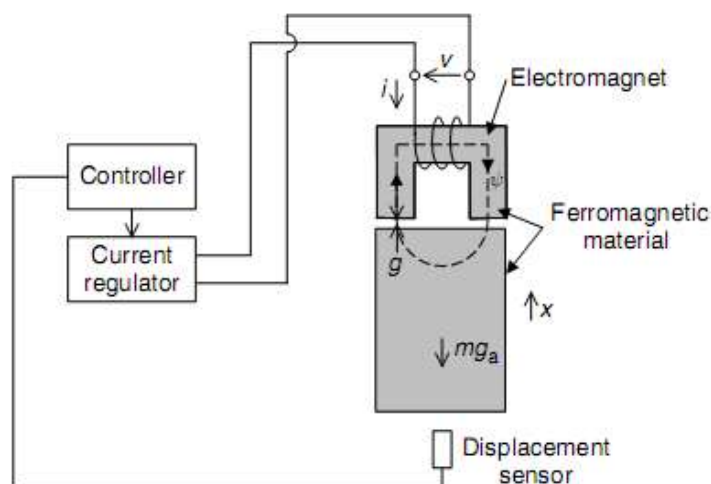 v
i
Electromagnet
Controller
ψ
Ferromagnetic
material
Current
regulator
g
x
mgₐ
Displacement
sensor